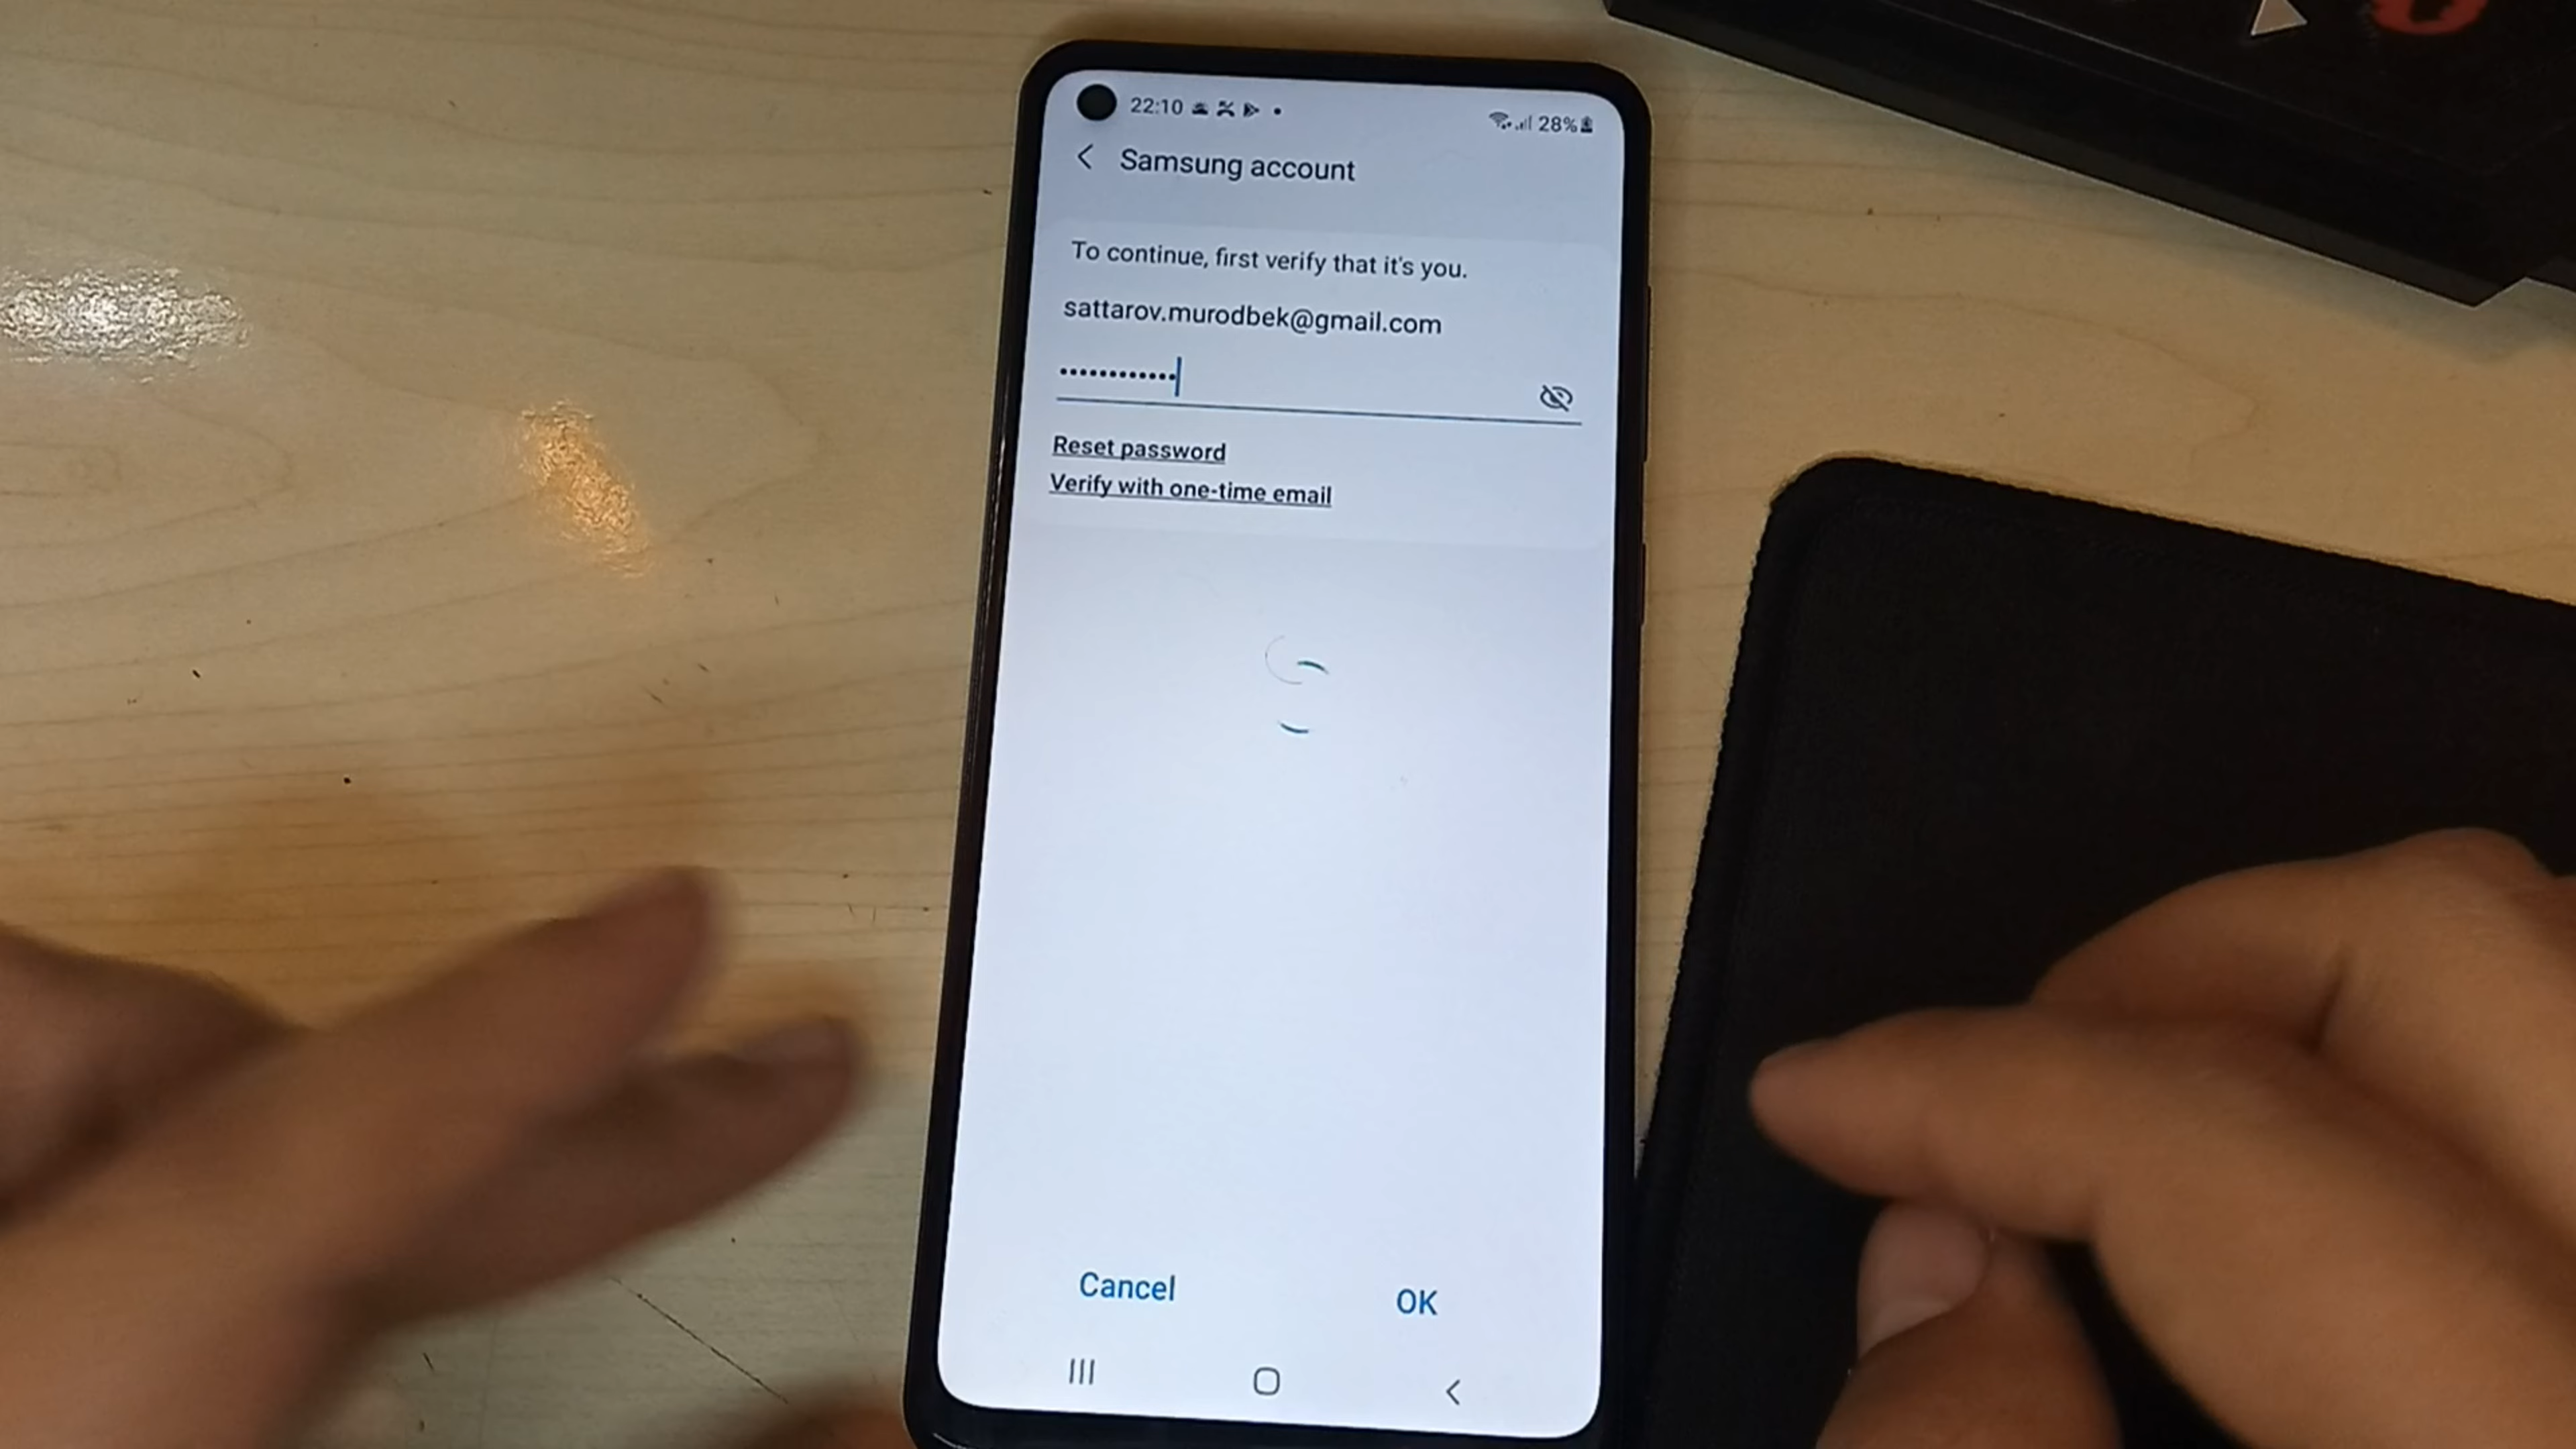 22:10
28%
Samsung account
To continue, first verify that it's you.
sattarov.murodbek@gmail.com
••••••••••••
Reset password
Verify with one-time email
Cancel
OK